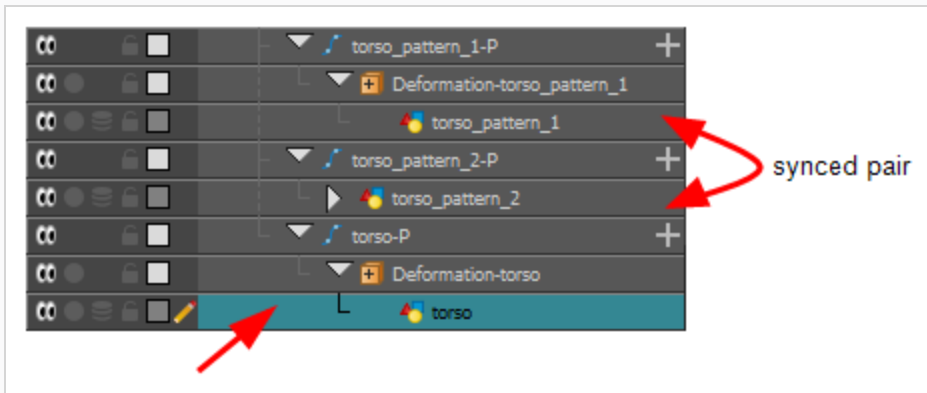 torso_pattern_1-P
Deformation-torso_pattern_1
torso_pattern_1
torso_pattern_2-P
synced pair
torso_pattern_2
torso-P
Deformation-torso
torso